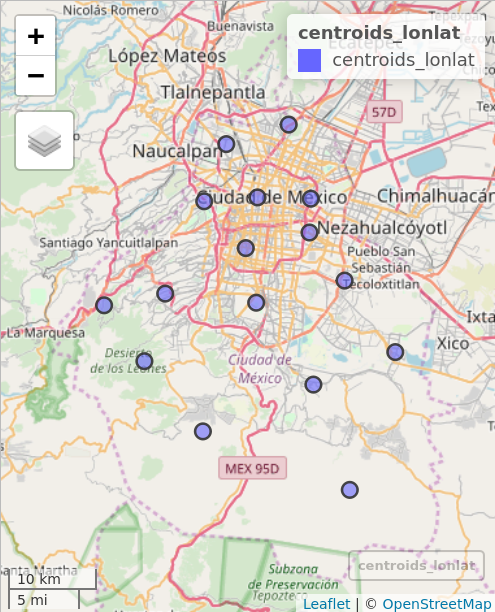 Nicolás Romero
Buenavista
Tepexpan
+
−
centroids_lonlat
centroids_lonlat
Ecatepec
López Mateos
Tlalnepantla
57D
Naucalpan
Ciudad de México
Chimalhuacán
Nezahualcóyotl
Santiago Yancuitlalpan
Pueblo San
Sebastián
Tecoloxtitlan
La Marquesa
Ixta
Xico
Desierto
de los Leones
Ciudad de
México
MEX 95D
centroids_lonlat
Santa Martha
10 km
5 mi
Subzona
de Preservación
Tepozte
Leaflet | © OpenStreetMap